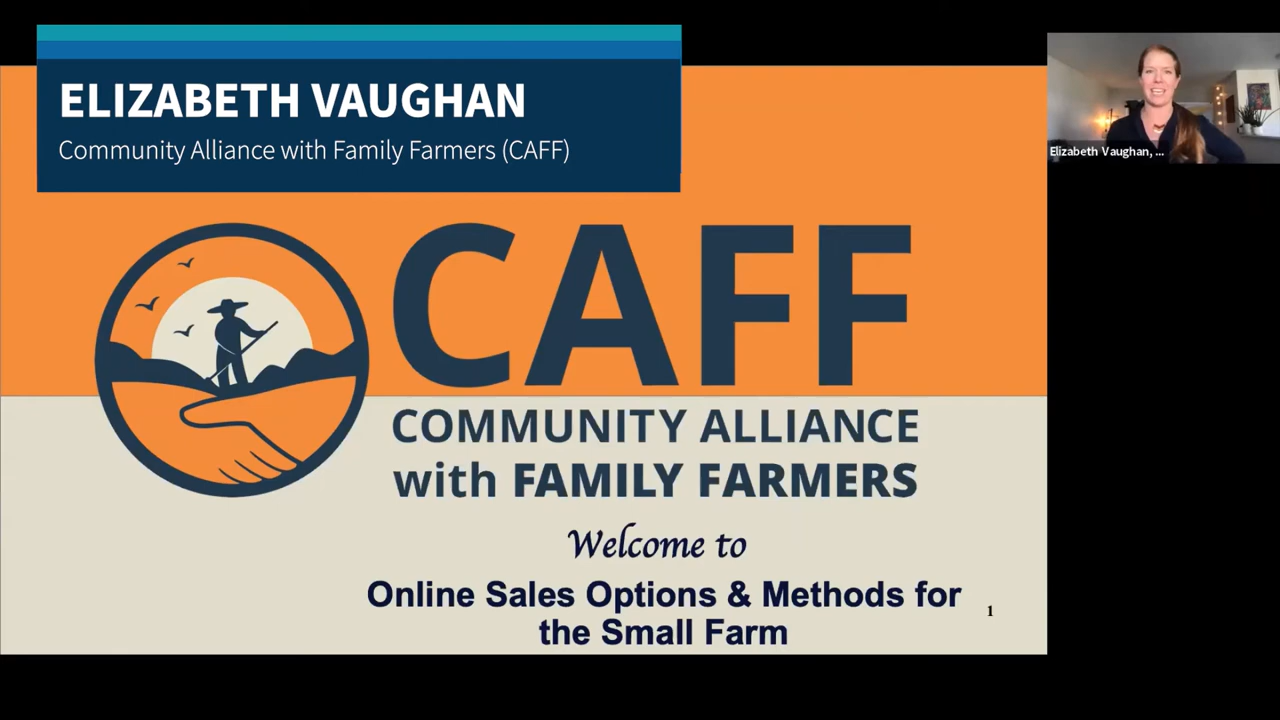 ELIZABETH VAUGHAN
Community Alliance with Family Farmers (CAFF)
Elizabeth Vaughan, ...
CAFF
COMMUNITY ALLIANCE
with FAMILY FARMERS
Welcome to
Online Sales Options & Methods for
the Small Farm
1